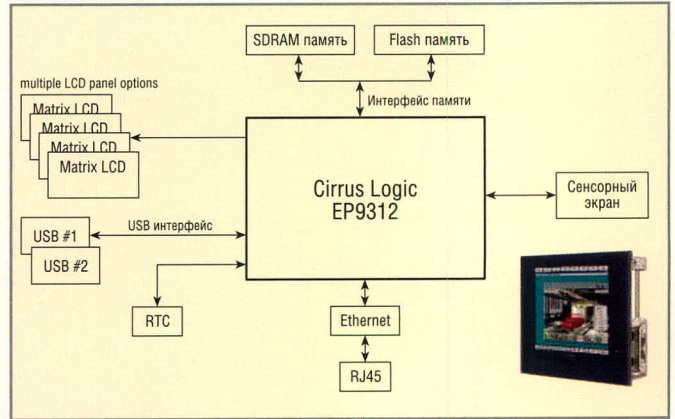 SDRAM память
Flash память
multiple LCD panel options
Интерфейс памяти
Matrix LCD
Matrix LCD
Matrix LCD
Matrix LCD
Cirrus Logic
EP9312
Сенсорный
экран
USB интерфейс
USB #1
USB #2
RTC
Ethernet
RJ45